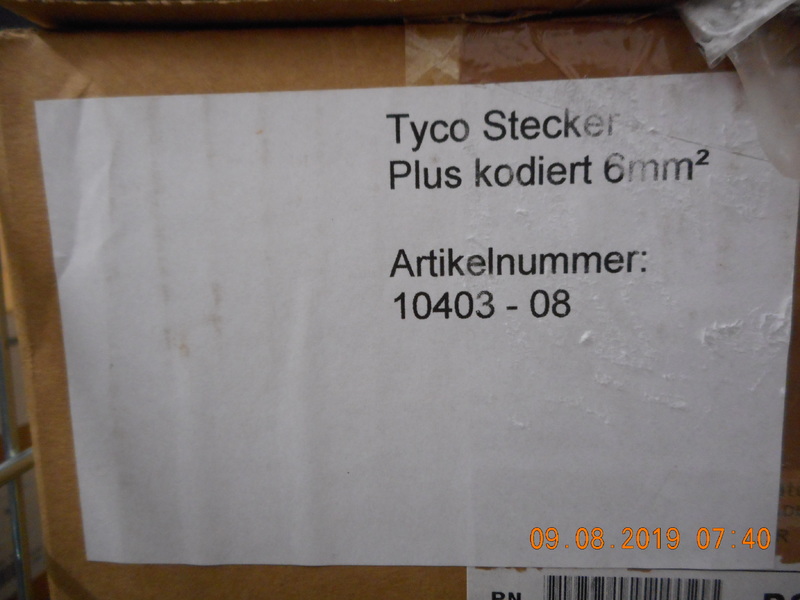 Tyco Stecker
Plus kodiert 6mm²
Artikelnummer:
10403 - 08
09.08.2019 07:40